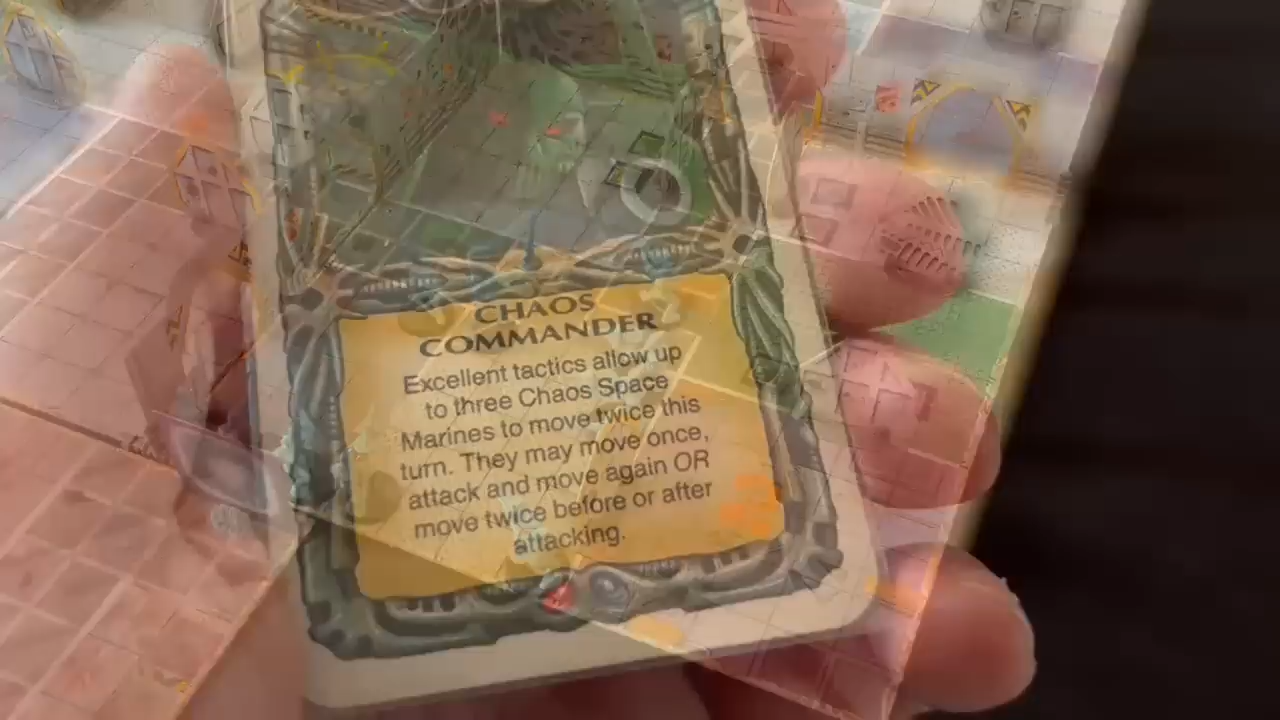 CHAOS
COMMANDER
Excellent tactics allow up
to three Chaos Space
Marines to move twice this
turn. They may move once,
attack and move again OR
move twice before or after
attacking.